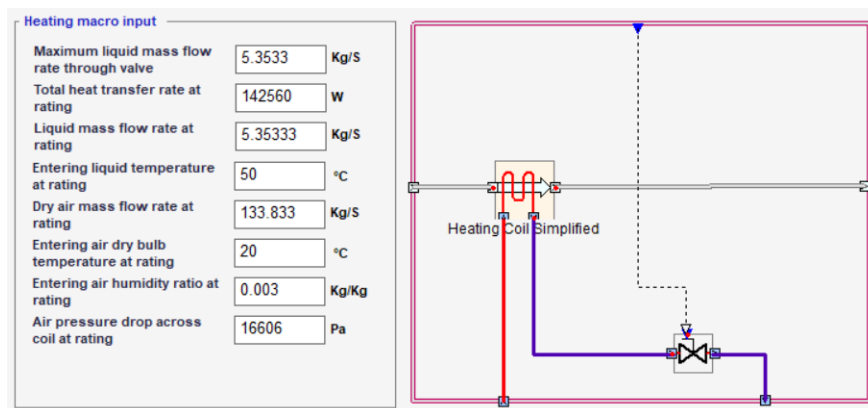 Heating macro input
Maximum liquid mass flow
rate through valve
5.3533 Kg/S
Total heat transfer rate at
rating
142560 W
Liquid mass flow rate at
rating
5.35333 Kg/S
Entering liquid temperature
at rating
50 ºC
Dry air mass flow rate at
rating
133.833 Kg/S
Entering air dry bulb
temperature at rating
20 ºC
Entering air humidity ratio at
rating
0.003 Kg/Kg
Air pressure drop across
coil at rating
16606 Pa
Heating Coil Simplified